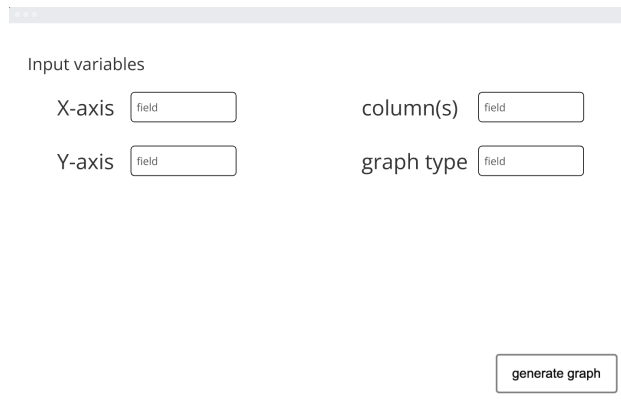 Input variables
X-axis field column(s) field
Y-axis field graph type field
generate graph